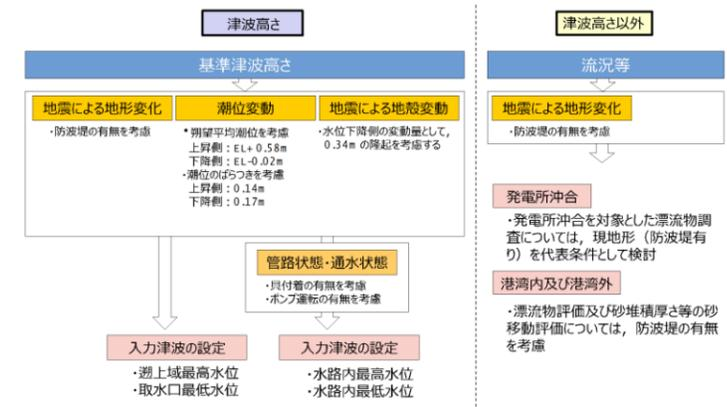 津波高さ
基準津波高さ
地震による地形変化
・防波堤の有無を考慮
潮位変動
・朔望平均潮位を考慮
上昇側：EL+0.58m
下降側：EL-0.02m
・潮位のばらつきを考慮
上昇側：0.14m
下降側：0.17m
地震による地殻変動
・水位下降側の変動量として，
0.34mの隆起を考慮する
管路状態・通水状態
・貝付着の有無を考慮
・ポンプ運転の有無を考慮
入力津波の設定
・遡上域最高水位
・取水口最低水位
入力津波の設定
・水路内最高水位
・水路内最低水位
津波高さ以外
流況等
地震による地形変化
・防波堤の有無を考慮
発電所沖合
・発電所沖合を対象とした漂流物調
査については，現地形（防波堤有
り）を代表条件として検討
港湾内及び港湾外
・漂流物評価及び砂堆積厚さ等の砂
移動評価については，防波堤の有無
を考慮